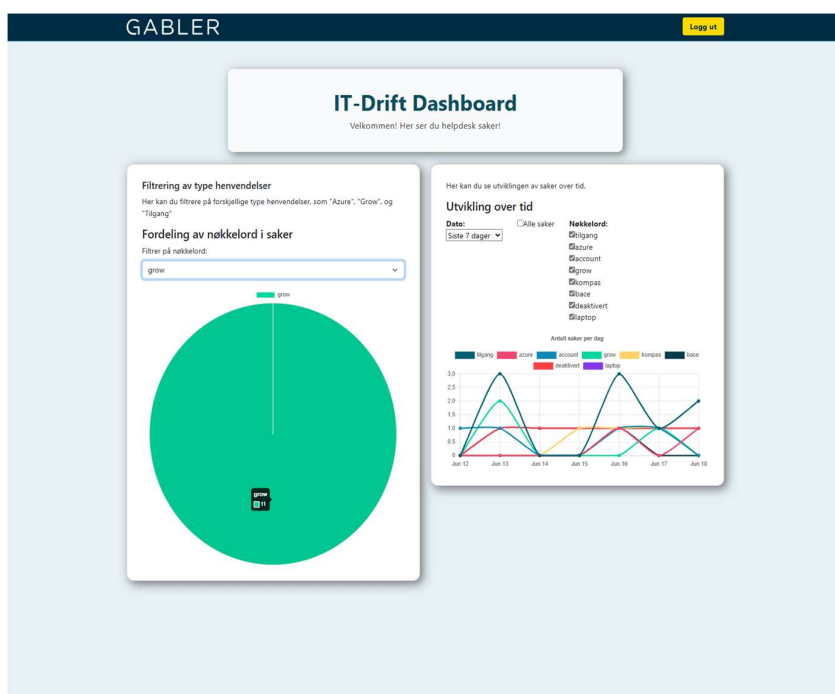 GABLER
Logg ut
IT-Drift Dashboard
Velkommen! Her ser du helpdesk saker!
Filtrering av type henvendelser
Her kan du filtrere på forskjellige type henvendelser, som "Azure", "Grow", og
"Tilgang"
Fordeling av nøkkelord i saker
Filtrer på nøkkelord:
grow
grow
grow
11
Her kan du se utviklingen av saker over tid.
Utvikling over tid
Dato: Alle saker Nøkkelord:
Siste 7 dager tilgang
azure
account
grow
kompas
bace
deaktivert
laptop
Antall saker per dag
tilgang azure account grow kompas bace
deaktivert laptop
3,0
2,5
2,0
1,5
1,0
0,5
0
Jun 12 Jun 13 Jun 14 Jun 15 Jun 16 Jun 17 Jun 18